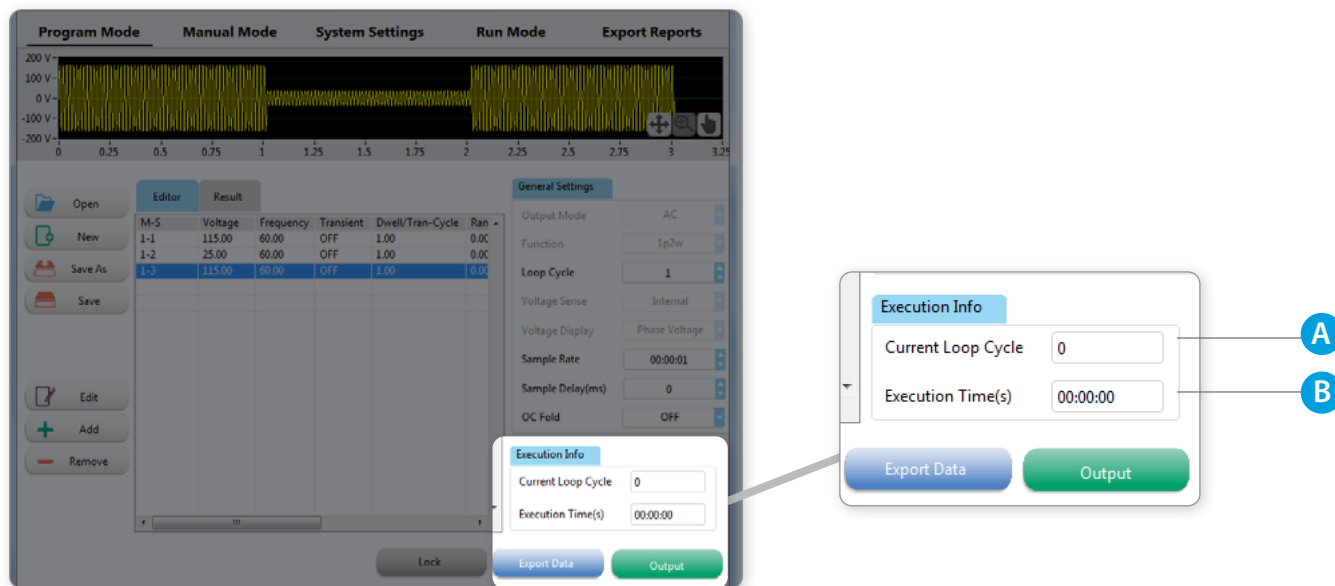 Program Mode Manual Mode System Settings Run Mode Export Reports
200 V
100 V
0 V
-100 V
-200 V
0 0.25 0.5 0.75 1 1.25 1.5 1.75 2 2.25 2.5 2.75 3 3.25
Open
New
Save As
Save
Edit
Add
Remove
Editor Result
M-S Voltage Frequency Transient Dwell/Tran-Cycle Ran
1-1 115.00 60.00 OFF 1.00 0.0C
1-2 25.00 60.00 OFF 1.00 0.0C
1-3 115.00 60.00 OFF 1.00 0.0C
General Settings
Output Mode AC
Function 1p2w
Loop Cycle 1
Voltage Sense Internal
Voltage Display Phase Voltage
Sample Rate 00:00:01
Sample Delay(ms) 0
OC Fold OFF
Execution Info
Current Loop Cycle 0
Execution Time(s) 00:00:00
Lock Export Data Output
Execution Info
Current Loop Cycle 0 A
Execution Time(s) 00:00:00 B
Export Data Output